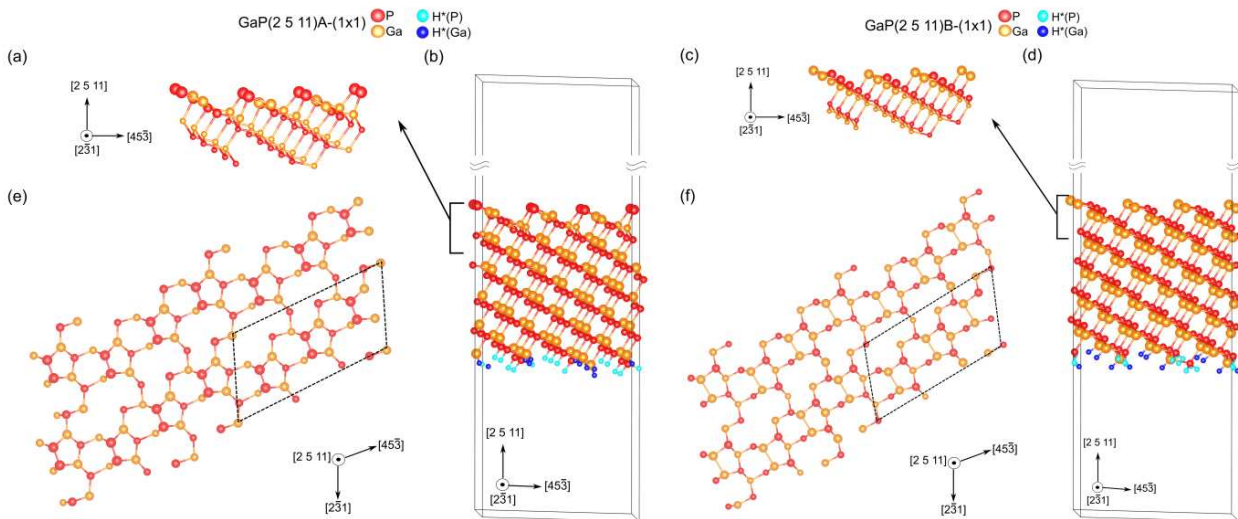 GaP(2 5 11)A-(1x1)
P
H*(P)
Ga
H*(Ga)
GaP(2 5 11)B-(1x1)
P
H*(P)
Ga
H*(Ga)
(a)
(b)
(c)
(d)
[2 5 11]
[453̅]
[23̅1]
[2 5 11]
[453̅]
[23̅1]
(e)
(f)
[2 5 11]
[453̅]
[23̅1]
[2 5 11]
[453̅]
[23̅1]
[2 5 11]
[453̅]
[23̅1]
[2 5 11]
[453̅]
[23̅1]